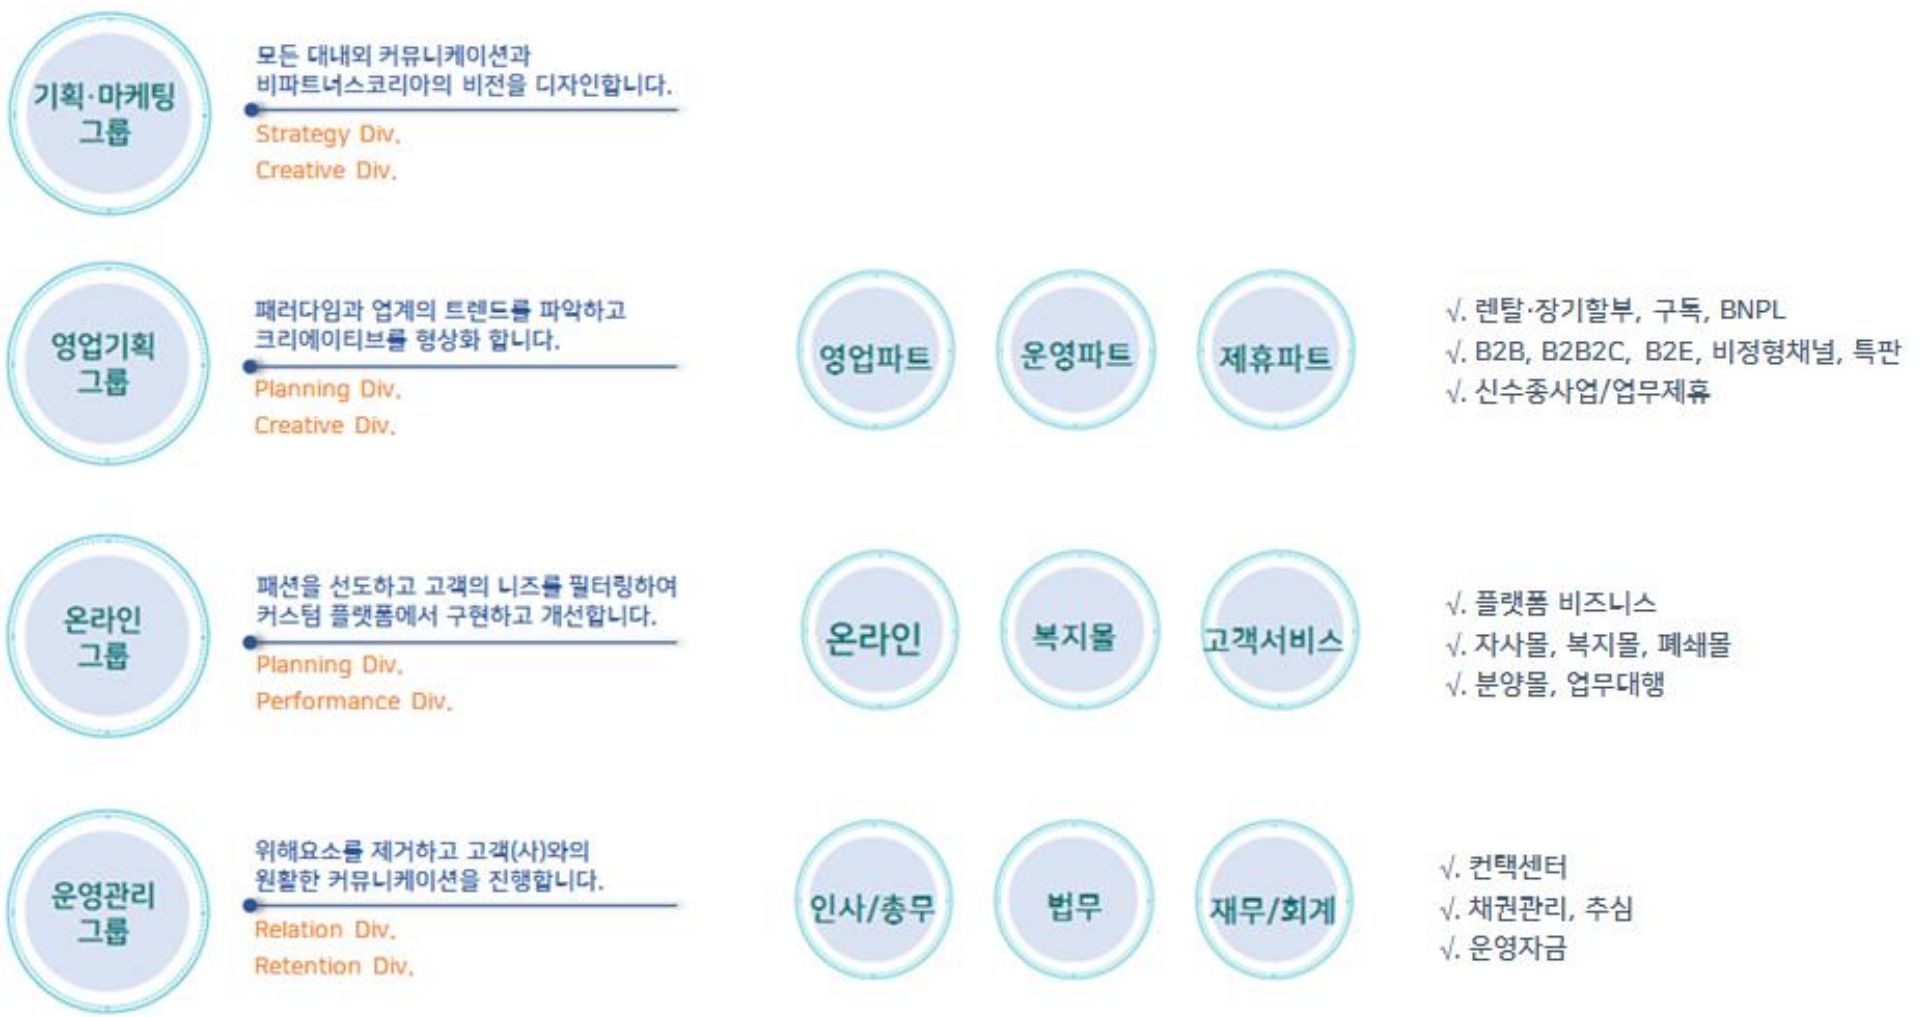 기획·마케팅
그룹
모든 대내외 커뮤니케이션과
비파트너스코리아의 비전을 디자인합니다.
Strategy Div.
Creative Div.
영업기획
그룹
패러다임과 업계의 트렌드를 파악하고
크리에이티브를 형상화 합니다.
Planning Div.
Creative Div.
영업파트
운영파트
제휴파트
√. 렌탈·장기할부, 구독, BNPL
√. B2B, B2B2C, B2E, 비정형채널, 특판
√. 신수종사업/업무제휴
온라인
그룹
패션을 선도하고 고객의 니즈를 필터링하여
커스텀 플랫폼에서 구현하고 개선합니다.
Planning Div.
Performance Div.
온라인
복지몰
고객서비스
√. 플랫폼 비즈니스
√. 자사몰, 복지몰, 폐쇄몰
√. 분양몰, 업무대행
운영관리
그룹
위해요소를 제거하고 고객(사)와의
원활한 커뮤니케이션을 진행합니다.
Relation Div.
Retention Div.
인사/총무
법무
재무/회계
√. 컨택센터
√. 채권관리, 추심
√. 운영자금